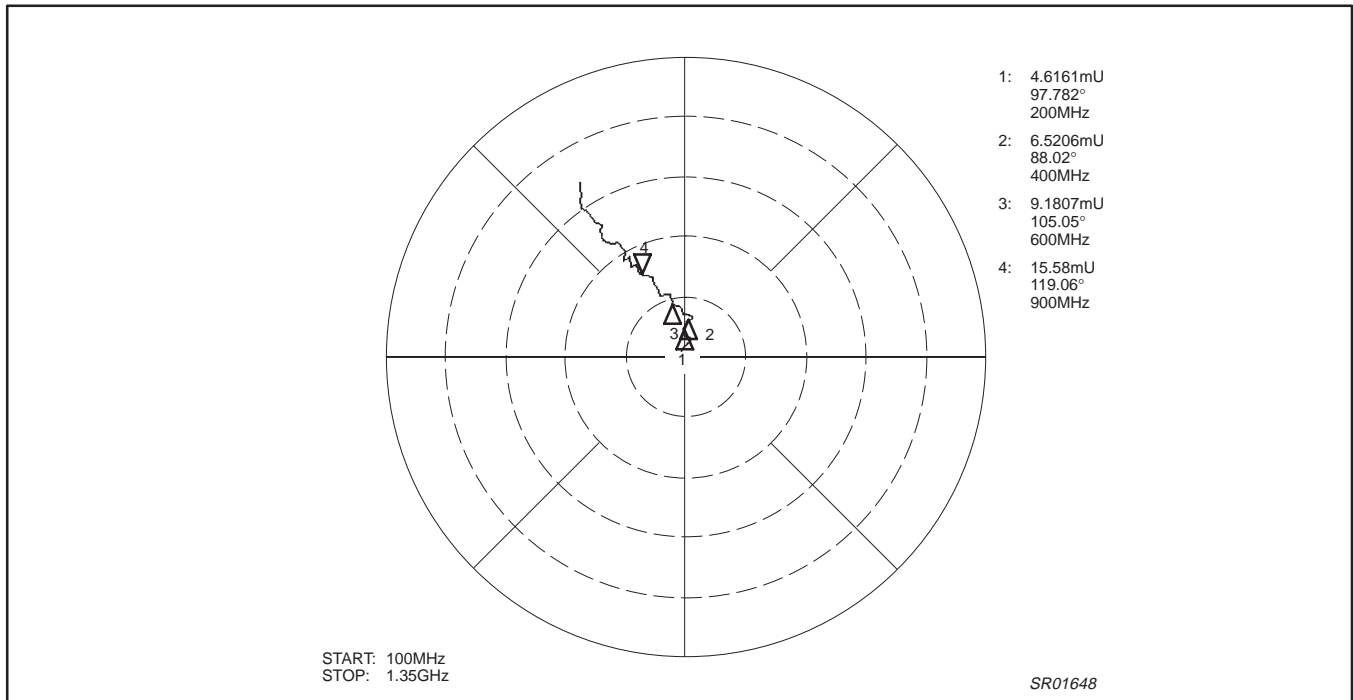 1: 4.6161mU
97.782°
200MHz
2: 6.5206mU
88.02°
400MHz
3: 9.1807mU
105.05°
600MHz
4: 15.58mU
119.06°
900MHz
4
3
2
1
START: 100MHz
STOP: 1.35GHz
SR01648